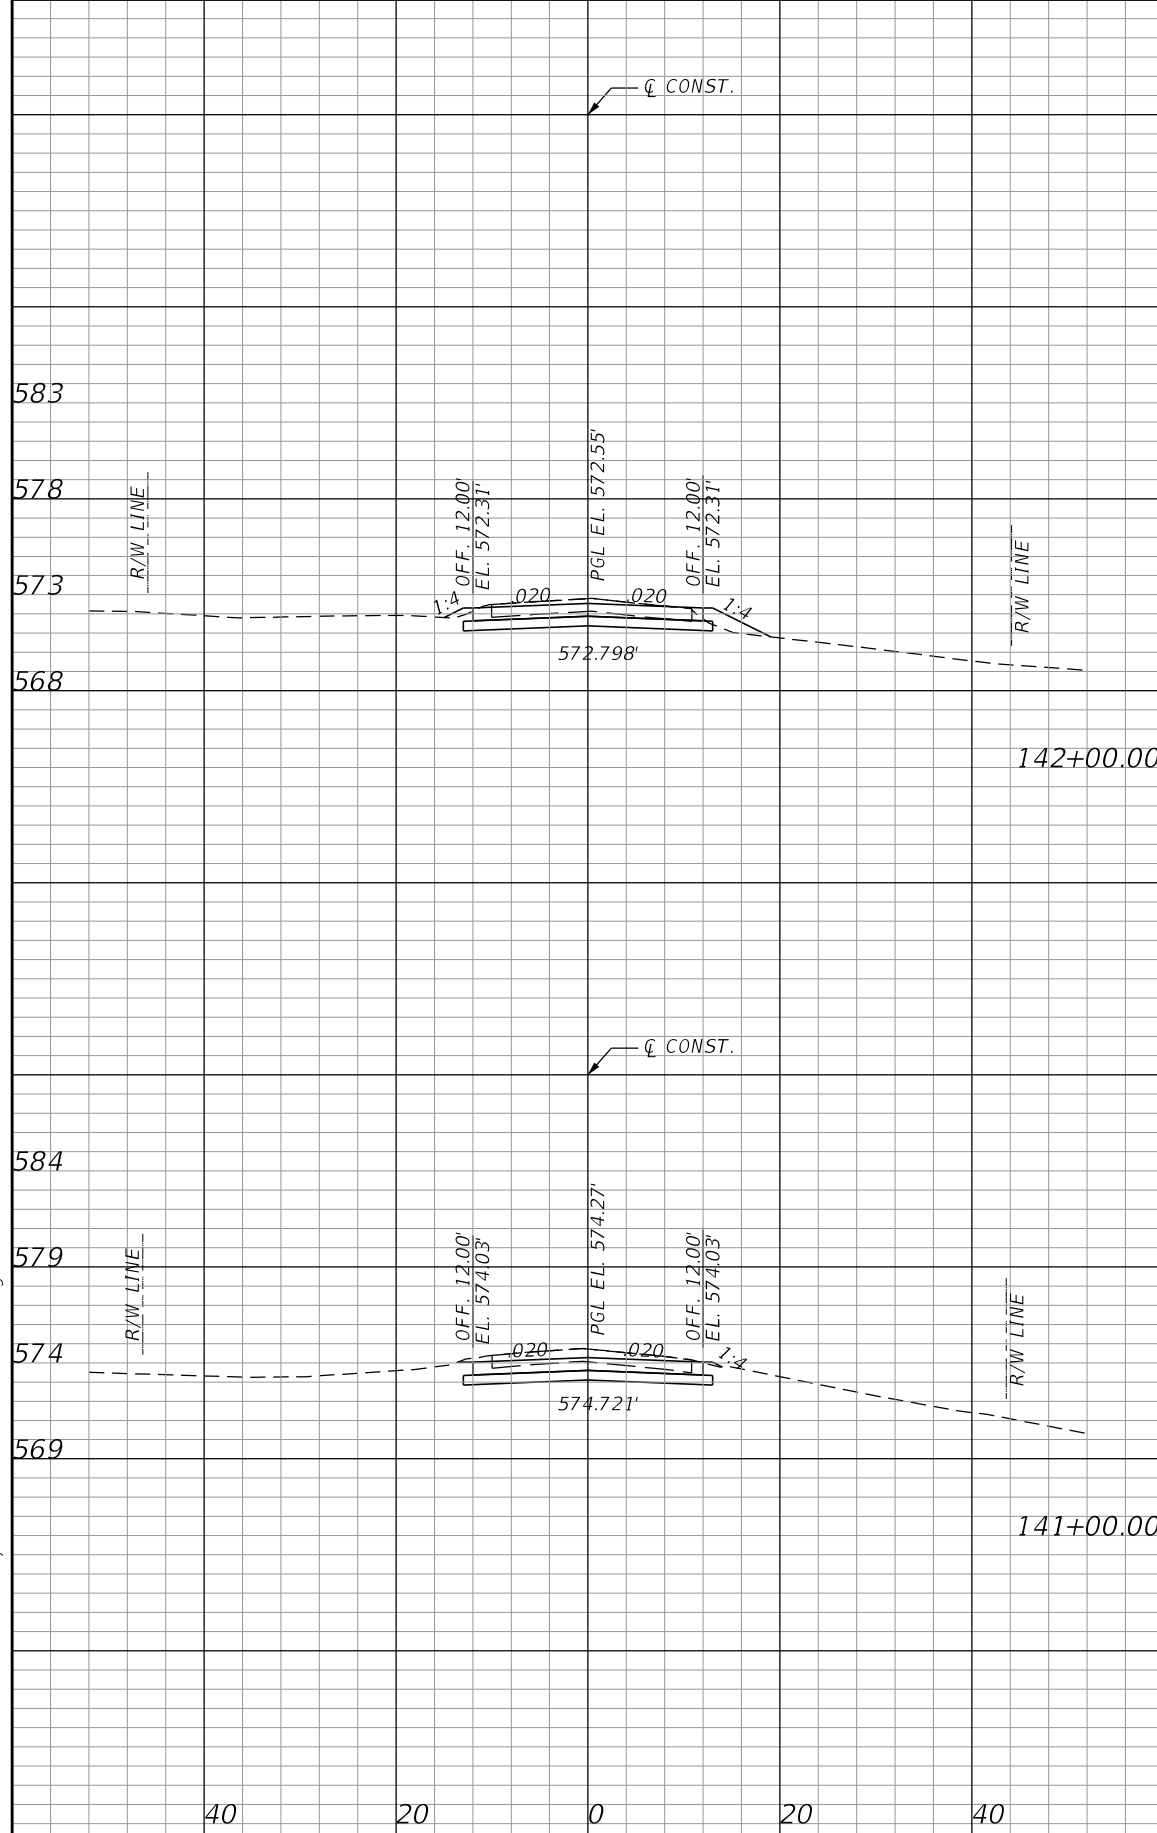 ℄ CONST.
583
578
573
568
R/W LINE
OFF. 12.00'
EL. 572.31'
PGL EL. 572.55'
OFF. 12.00'
EL. 572.31'
R/W LINE
1:4
.020
.020
1:4
572.798'
142+00.00
℄ CONST.
584
579
574
569
R/W LINE
OFF. 12.00'
EL. 574.03'
PGL EL. 574.27'
OFF. 12.00'
EL. 574.03'
R/W LINE
.020
.020
1:4
574.721'
141+00.00
40 20 0 20 40